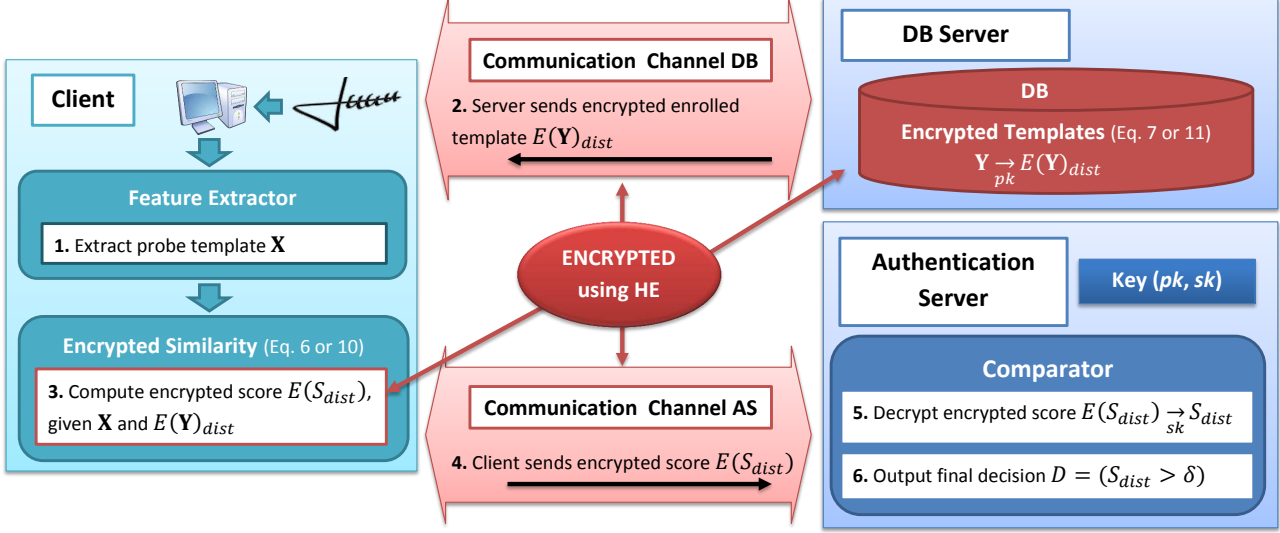 Client
Feature Extractor
1. Extract probe template X
Encrypted Similarity (Eq. 6 or 10)
3. Compute encrypted score E(S_dist),
given X and E(Y)_dist
Communication Channel DB
2. Server sends encrypted enrolled
template E(Y)_dist
ENCRYPTED
using HE
Communication Channel AS
4. Client sends encrypted score E(S_dist)
DB Server
DB
Encrypted Templates (Eq. 7 or 11)
Y →_pk E(Y)_dist
Authentication
Server
Key (pk, sk)
Comparator
5. Decrypt encrypted score E(S_dist) →_sk S_dist
6. Output final decision D = (S_dist > δ)